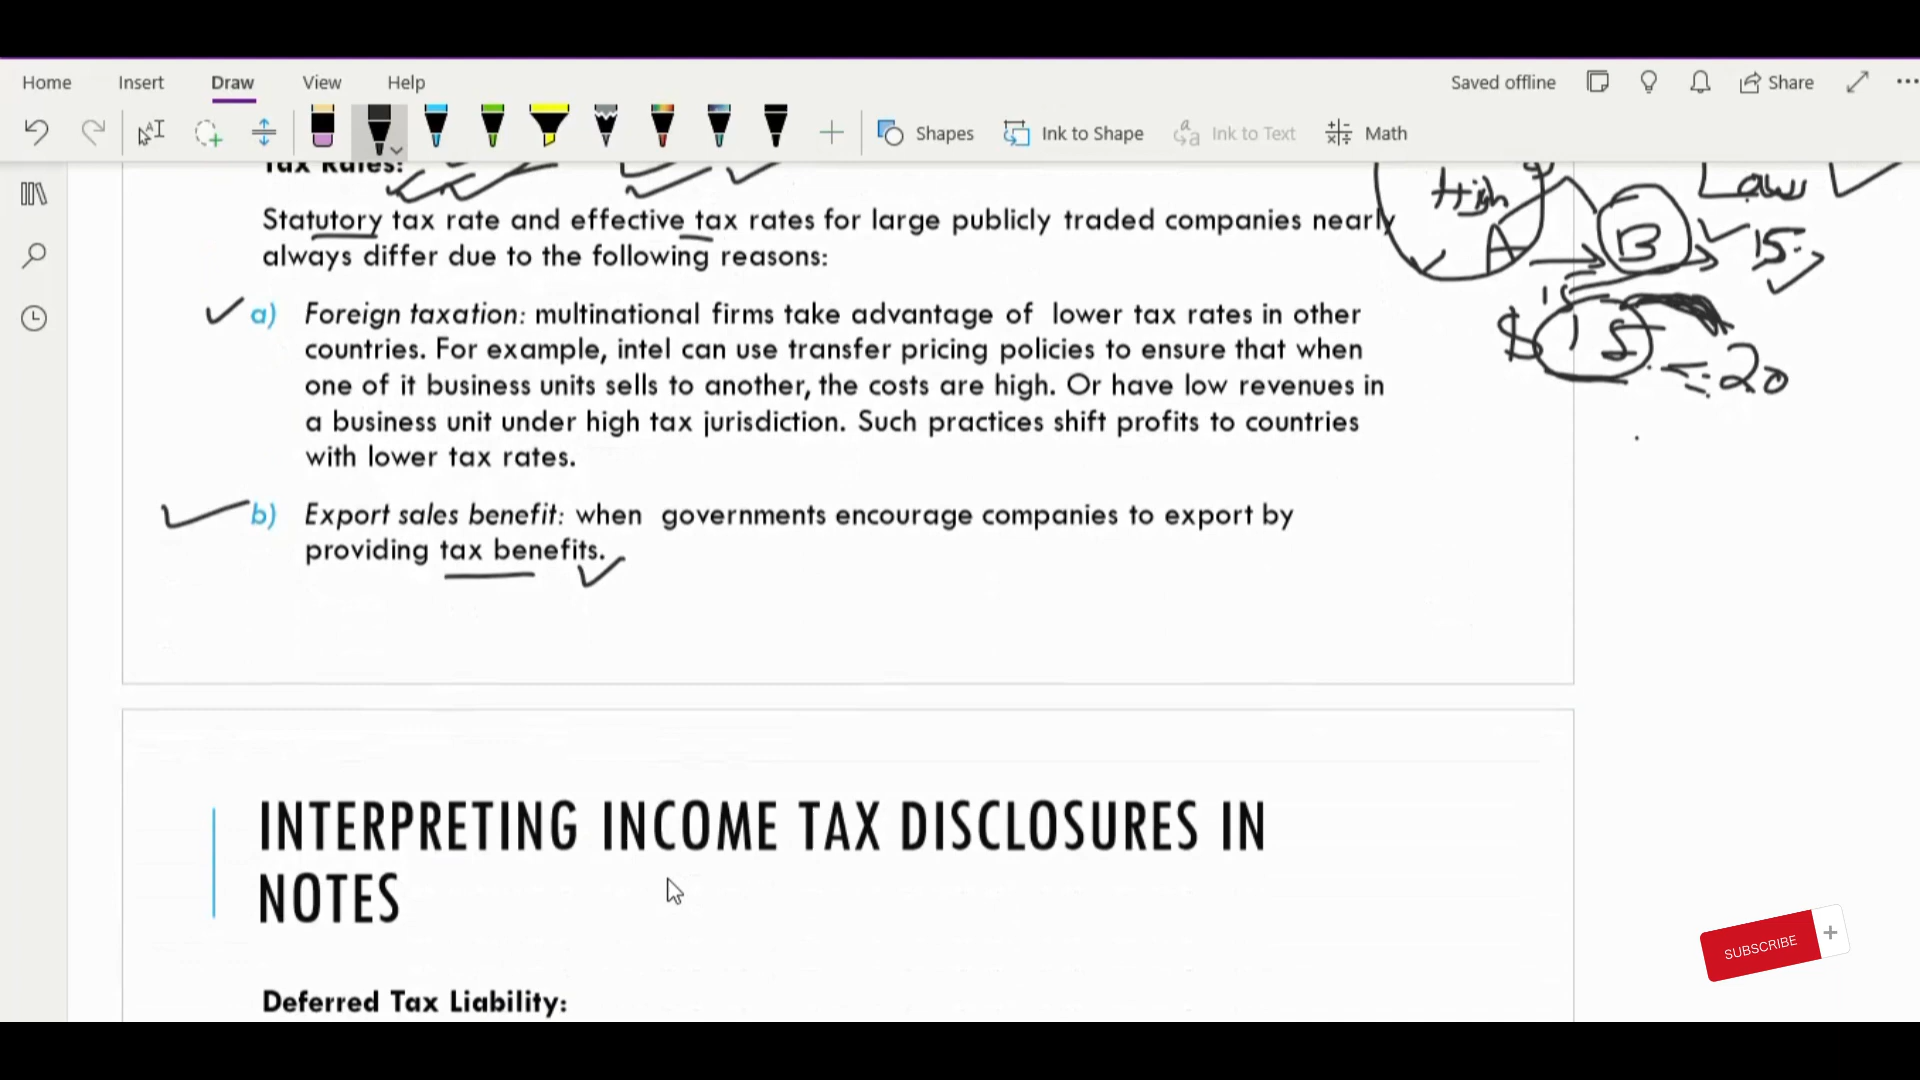 Home Insert Draw View Help Saved offline Share
Shapes Ink to Shape Ink to Text Math
Tax Rates:
Statutory tax rate and effective tax rates for large publicly traded companies nearly
always differ due to the following reasons:
a) Foreign taxation: multinational firms take advantage of lower tax rates in other
countries. For example, intel can use transfer pricing policies to ensure that when
one of it business units sells to another, the costs are high. Or have low revenues in
a business unit under high tax jurisdiction. Such practices shift profits to countries
with lower tax rates.
b) Export sales benefit: when governments encourage companies to export by
providing tax benefits.
High Low
A B 15
15
$ 15 20
INTERPRETING INCOME TAX DISCLOSURES IN
NOTES
SUBSCRIBE
Deferred Tax Liability: